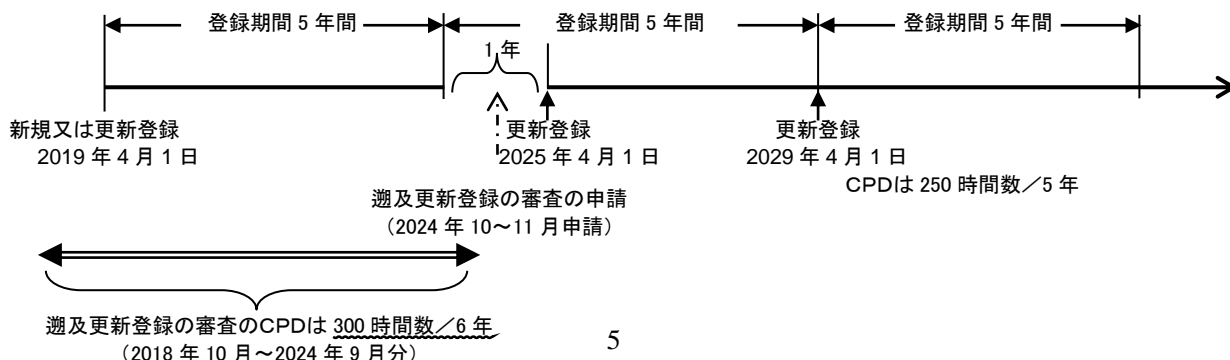 登録期間 5 年間
登録期間 5 年間
登録期間 5 年間
1 年
新規又は更新登録
2019 年 4 月 1 日
更新登録
2025 年 4 月 1 日
更新登録
2029 年 4 月 1 日
CPDは 250 時間数／5 年
遡及更新登録の審査の申請
（2024 年 10～11 月申請）
遡及更新登録の審査のCPDは 300 時間数／6 年
（2018 年 10 月～2024 年 9 月分）
5